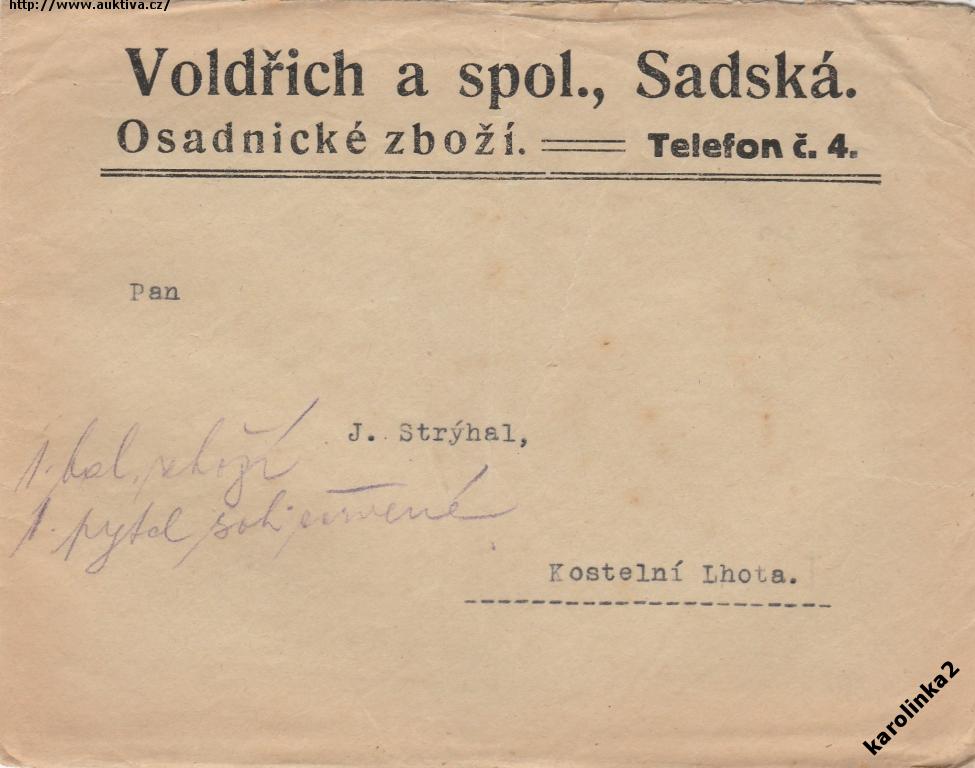 http://www.auktiva.cz/
Voldřich a spol., Sadská.
Osadnické zboží. Telefon č. 4.
Pan
J. Strýhal,
1. bal. zboží
1. pytel soli červené
Kostelní Lhota.
karolinka2